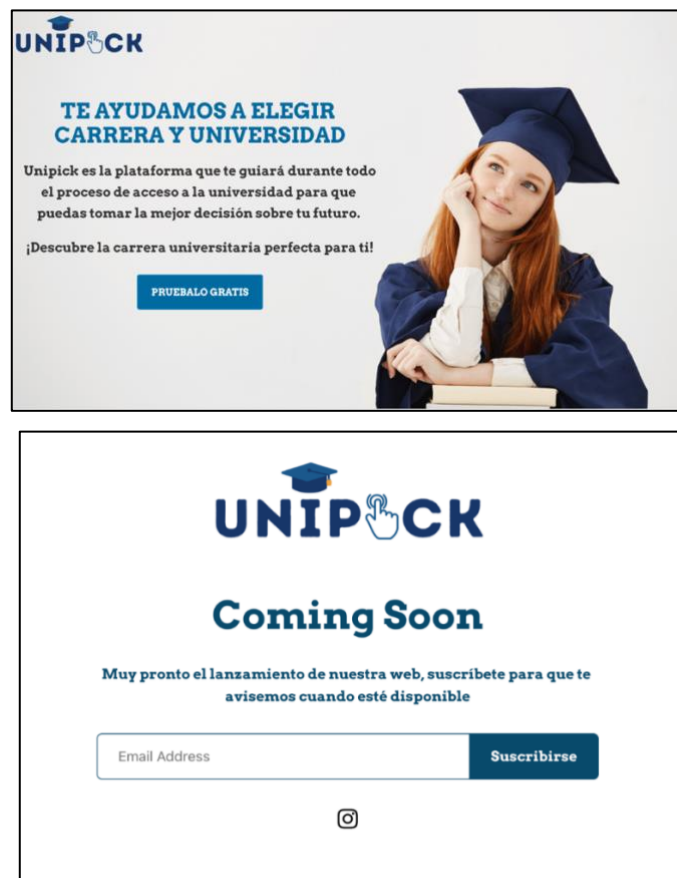 UNIPICK
TE AYUDAMOS A ELEGIR
CARRERA Y UNIVERSIDAD
Unipick es la plataforma que te guiará durante todo
el proceso de acceso a la universidad para que
puedas tomar la mejor decisión sobre tu futuro.
¡Descubre la carrera universitaria perfecta para ti!
PRUEBALO GRATIS
UNIPICK
Coming Soon
Muy pronto el lanzamiento de nuestra web, suscríbete para que te
avisemos cuando esté disponible
Email Address
Suscribirse